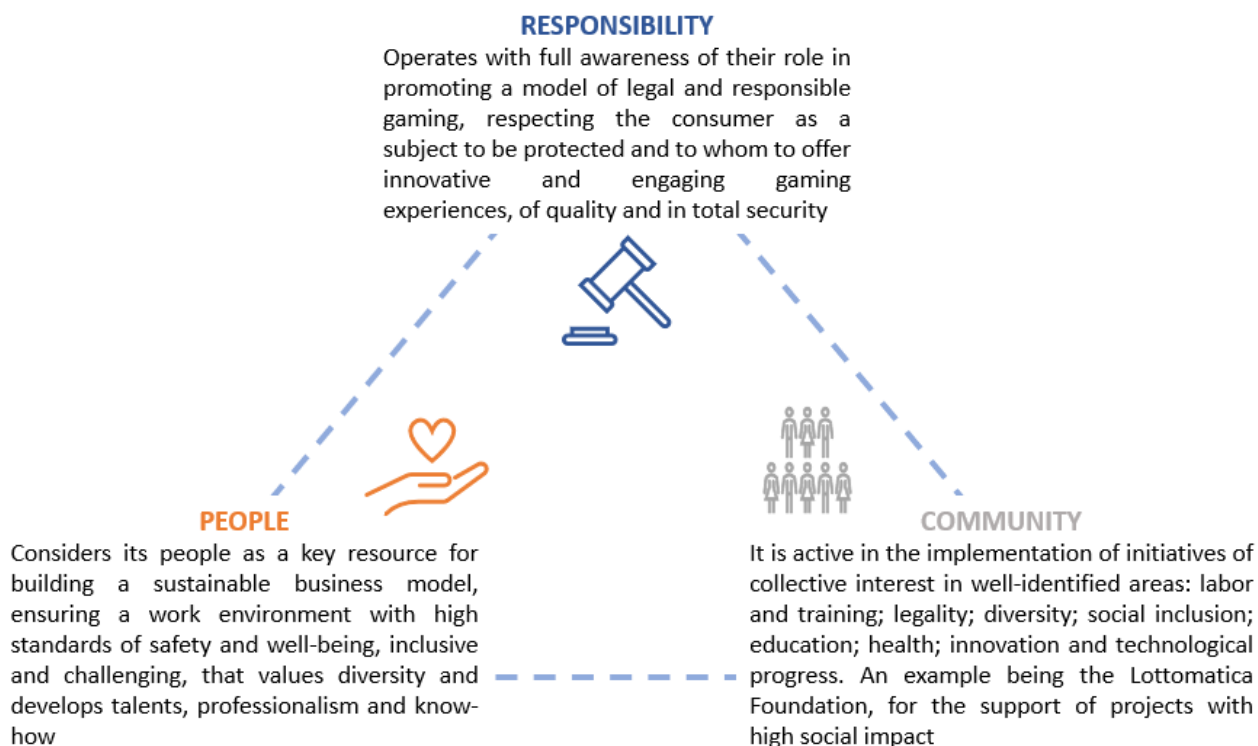 RESPONSIBILITY
Operates with full awareness of their role in
promoting a model of legal and responsible
gaming, respecting the consumer as a
subject to be protected and to whom to offer
innovative and engaging gaming
experiences, of quality and in total security
PEOPLE
Considers its people as a key resource for
building a sustainable business model,
ensuring a work environment with high
standards of safety and well-being, inclusive
and challenging, that values diversity and
develops talents, professionalism and know-
how
COMMUNITY
It is active in the implementation of initiatives of
collective interest in well-identified areas: labor
and training; legality; diversity; social inclusion;
education; health; innovation and technological
progress. An example being the Lottomatica
Foundation, for the support of projects with
high social impact